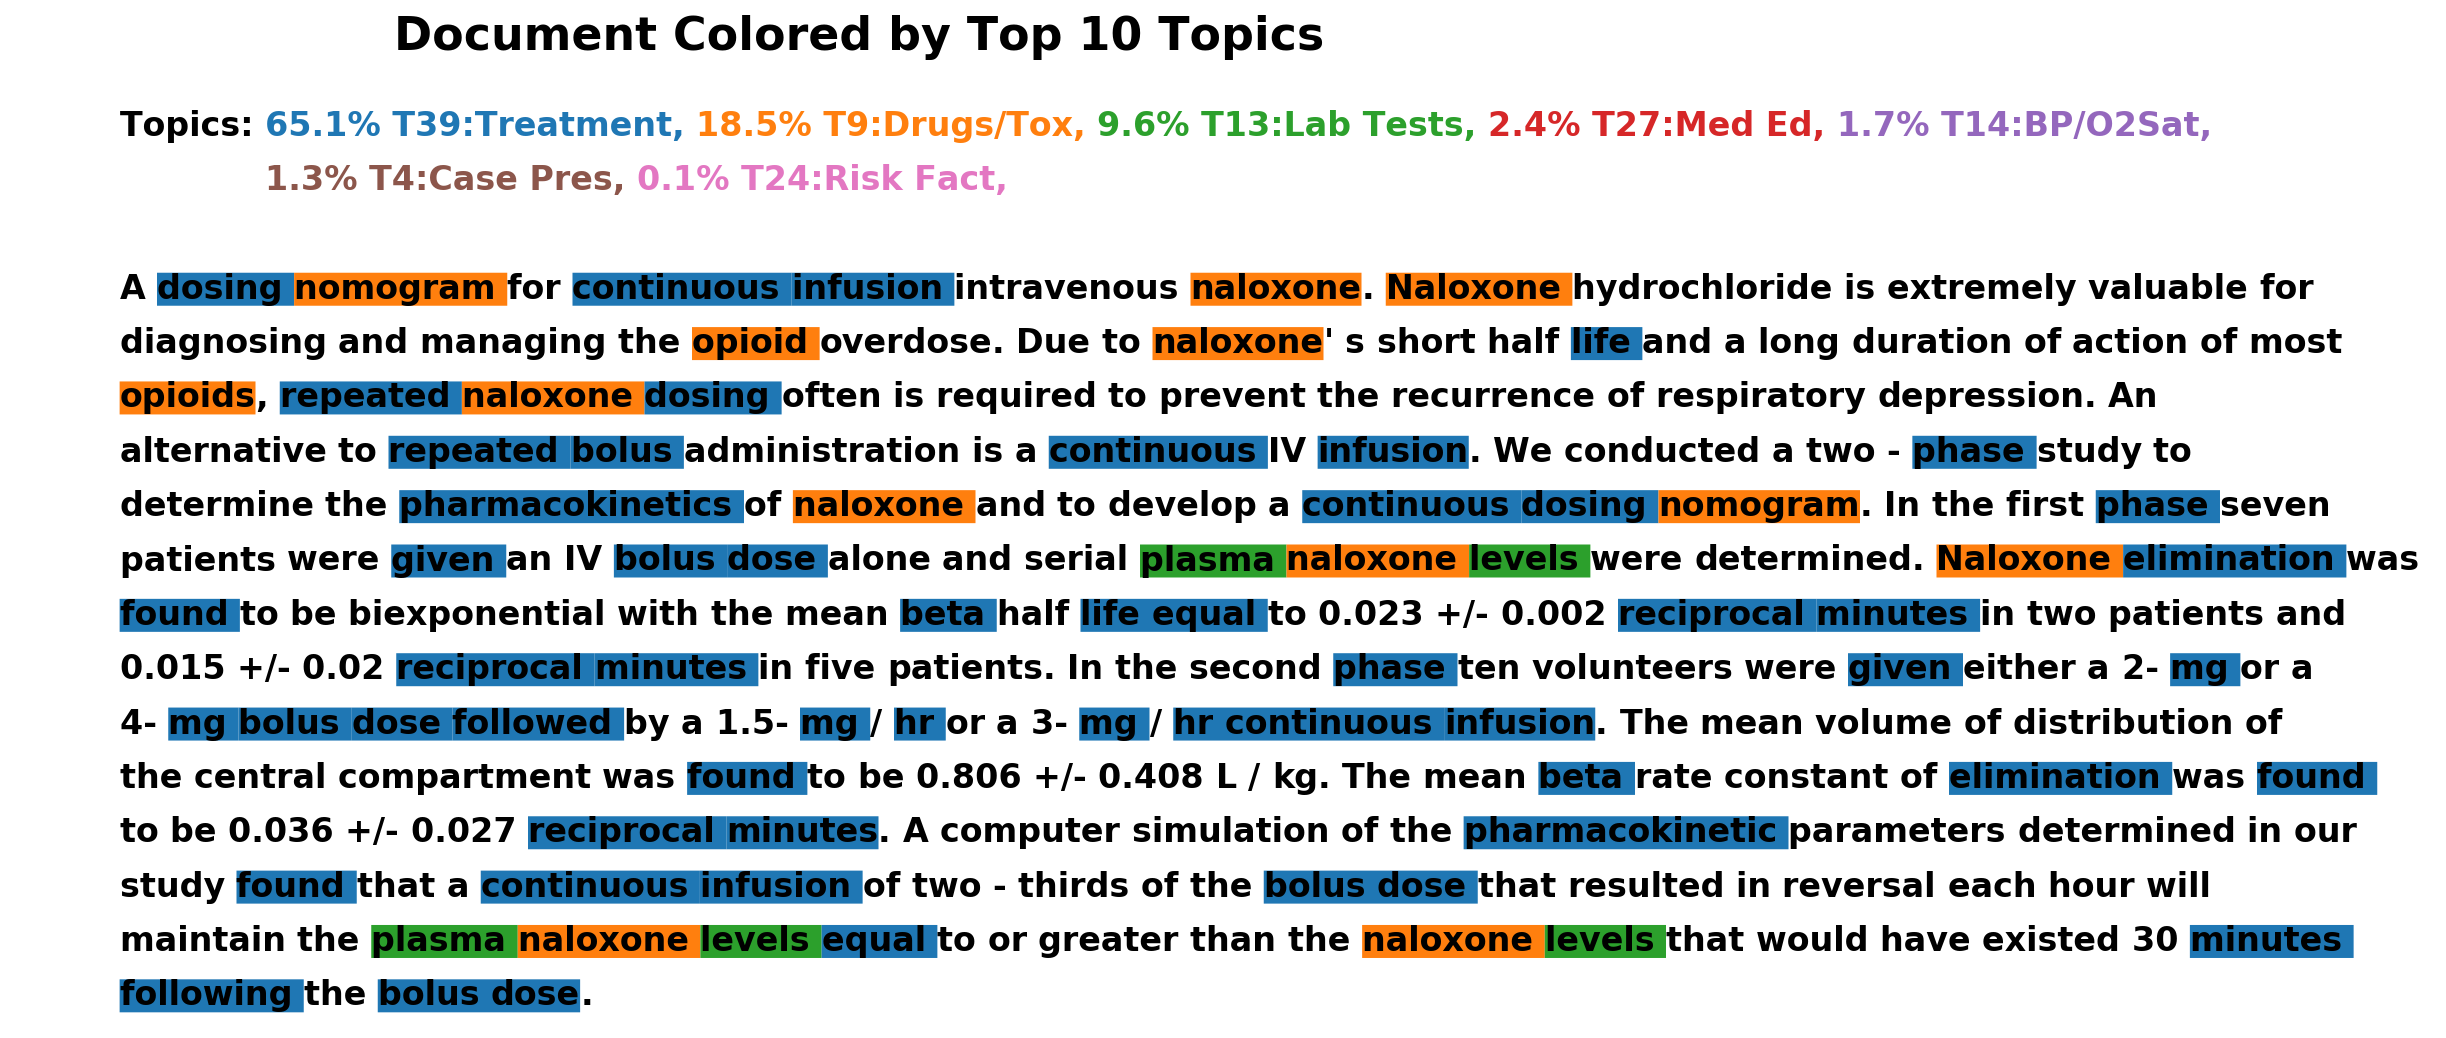 Document Colored by Top 10 Topics
Topics: 65.1% T39:Treatment, 18.5% T9:Drugs/Tox, 9.6% T13:Lab Tests, 2.4% T27:Med Ed, 1.7% T14:BP/O2Sat,
1.3% T4:Case Pres, 0.1% T24:Risk Fact,
A dosing nomogram for continuous infusion intravenous naloxone. Naloxone hydrochloride is extremely valuable for
diagnosing and managing the opioid overdose. Due to naloxone' s short half life and a long duration of action of most
opioids, repeated naloxone dosing often is required to prevent the recurrence of respiratory depression. An
alternative to repeated bolus administration is a continuous IV infusion. We conducted a two - phase study to
determine the pharmacokinetics of naloxone and to develop a continuous dosing nomogram. In the first phase seven
patients were given an IV bolus dose alone and serial plasma naloxone levels were determined. Naloxone elimination was
found to be biexponential with the mean beta half life equal to 0.023 +/- 0.002 reciprocal minutes in two patients and
0.015 +/- 0.02 reciprocal minutes in five patients. In the second phase ten volunteers were given either a 2- mg or a
4- mg bolus dose followed by a 1.5- mg / hr or a 3- mg / hr continuous infusion. The mean volume of distribution of
the central compartment was found to be 0.806 +/- 0.408 L / kg. The mean beta rate constant of elimination was found
to be 0.036 +/- 0.027 reciprocal minutes. A computer simulation of the pharmacokinetic parameters determined in our
study found that a continuous infusion of two - thirds of the bolus dose that resulted in reversal each hour will
maintain the plasma naloxone levels equal to or greater than the naloxone levels that would have existed 30 minutes
following the bolus dose.